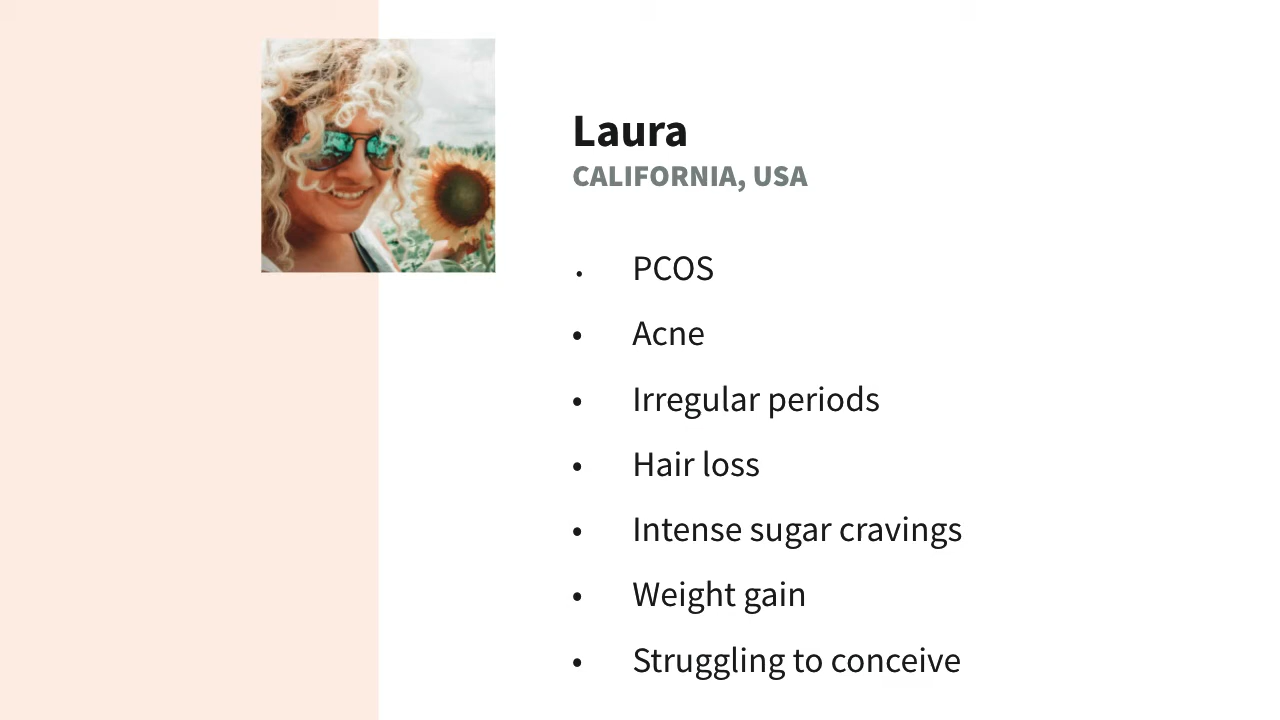 Laura
CALIFORNIA, USA
• PCOS
• Acne
• Irregular periods
• Hair loss
• Intense sugar cravings
• Weight gain
• Struggling to conceive